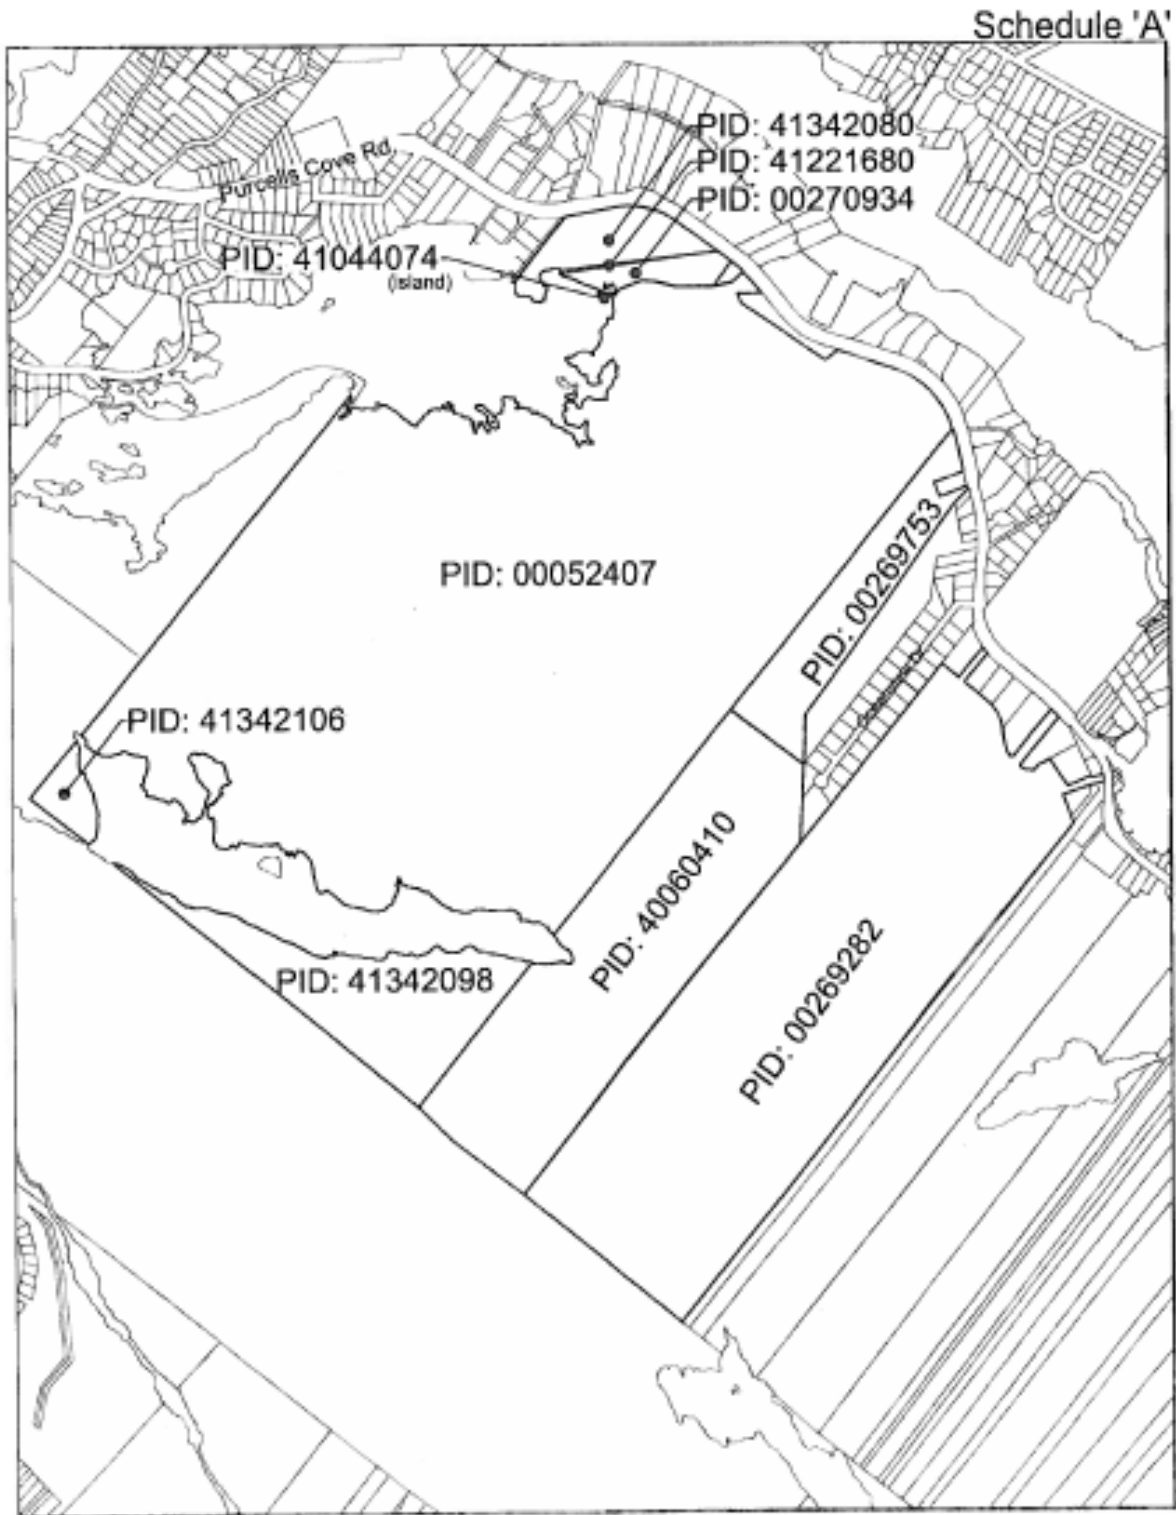 Schedule 'A'
PID: 41342080
PID: 41221680
PID: 00270934
Purcells Cove Rd.
PID: 41044074
(island)
PID: 00052407
PID: 00269753
PID: 41342106
PID: 40060410
PID: 41342098
PID: 00269282